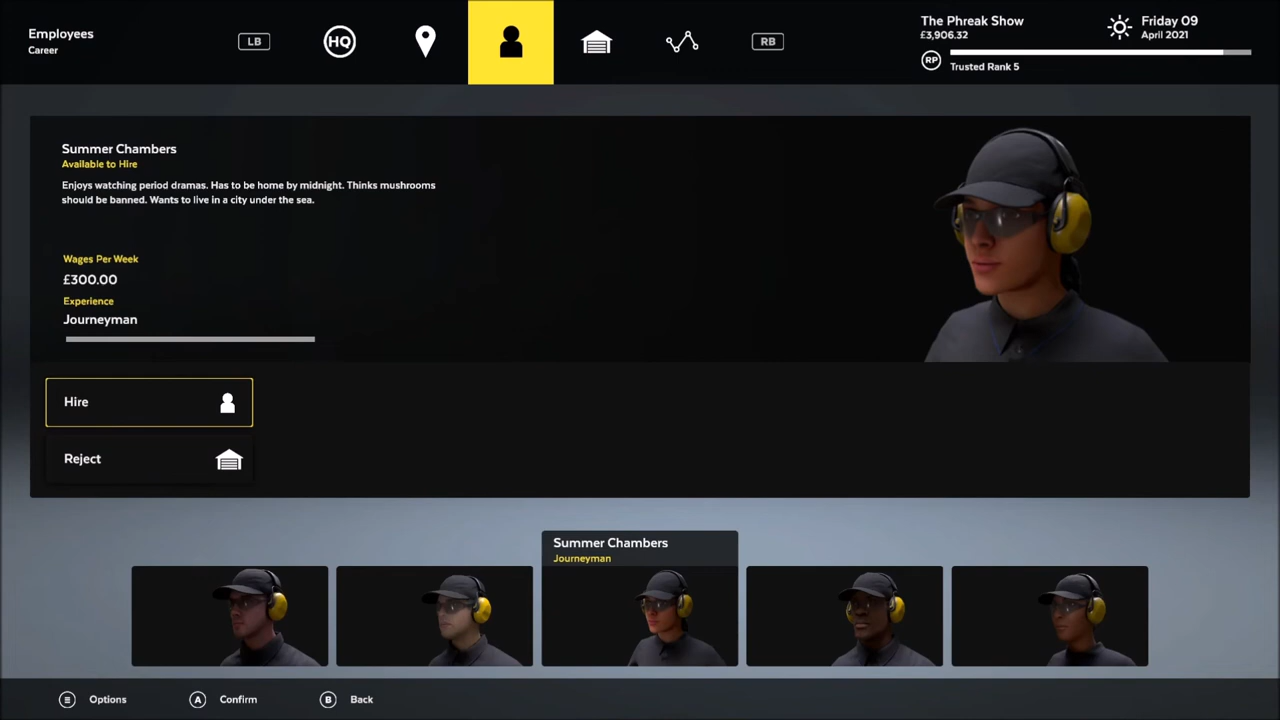 Employees
Career
LB
HQ
RB
The Phreak Show
£3,906.32
RP
Trusted Rank 5
Friday 09
April 2021
Summer Chambers
Available to Hire
Enjoys watching period dramas. Has to be home by midnight. Thinks mushrooms
should be banned. Wants to live in a city under the sea.
Wages Per Week
£300.00
Experience
Journeyman
Hire
Reject
Summer Chambers
Journeyman
Options
A Confirm
B Back